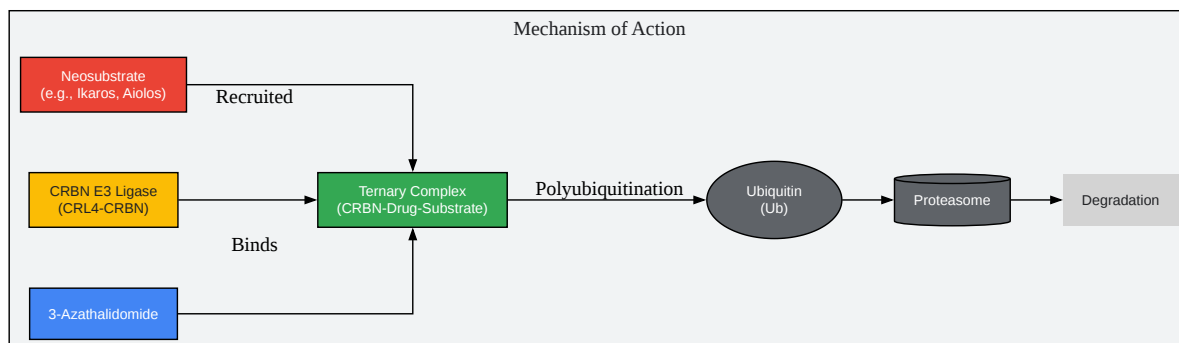 Mechanism of Action
Neosubstrate
(e.g., Ikaros, Aiolos)
Recruited
CRBN E3 Ligase
(CRL4-CRBN)
Binds
3-Azathalidomide
Ternary Complex
(CRBN-Drug-Substrate)
Polyubiquitination
Ubiquitin
(Ub)
Proteasome
Degradation